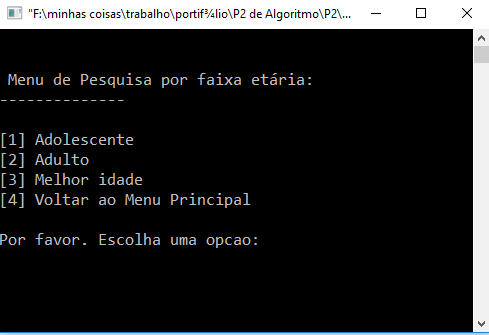 "F:\minhas coisas\trabalho\portif¾lio\P2 de Algoritmo\P2\...
Menu de Pesquisa por faixa etária:
--------------
[1] Adolescente
[2] Adulto
[3] Melhor idade
[4] Voltar ao Menu Principal
Por favor. Escolha uma opcao: